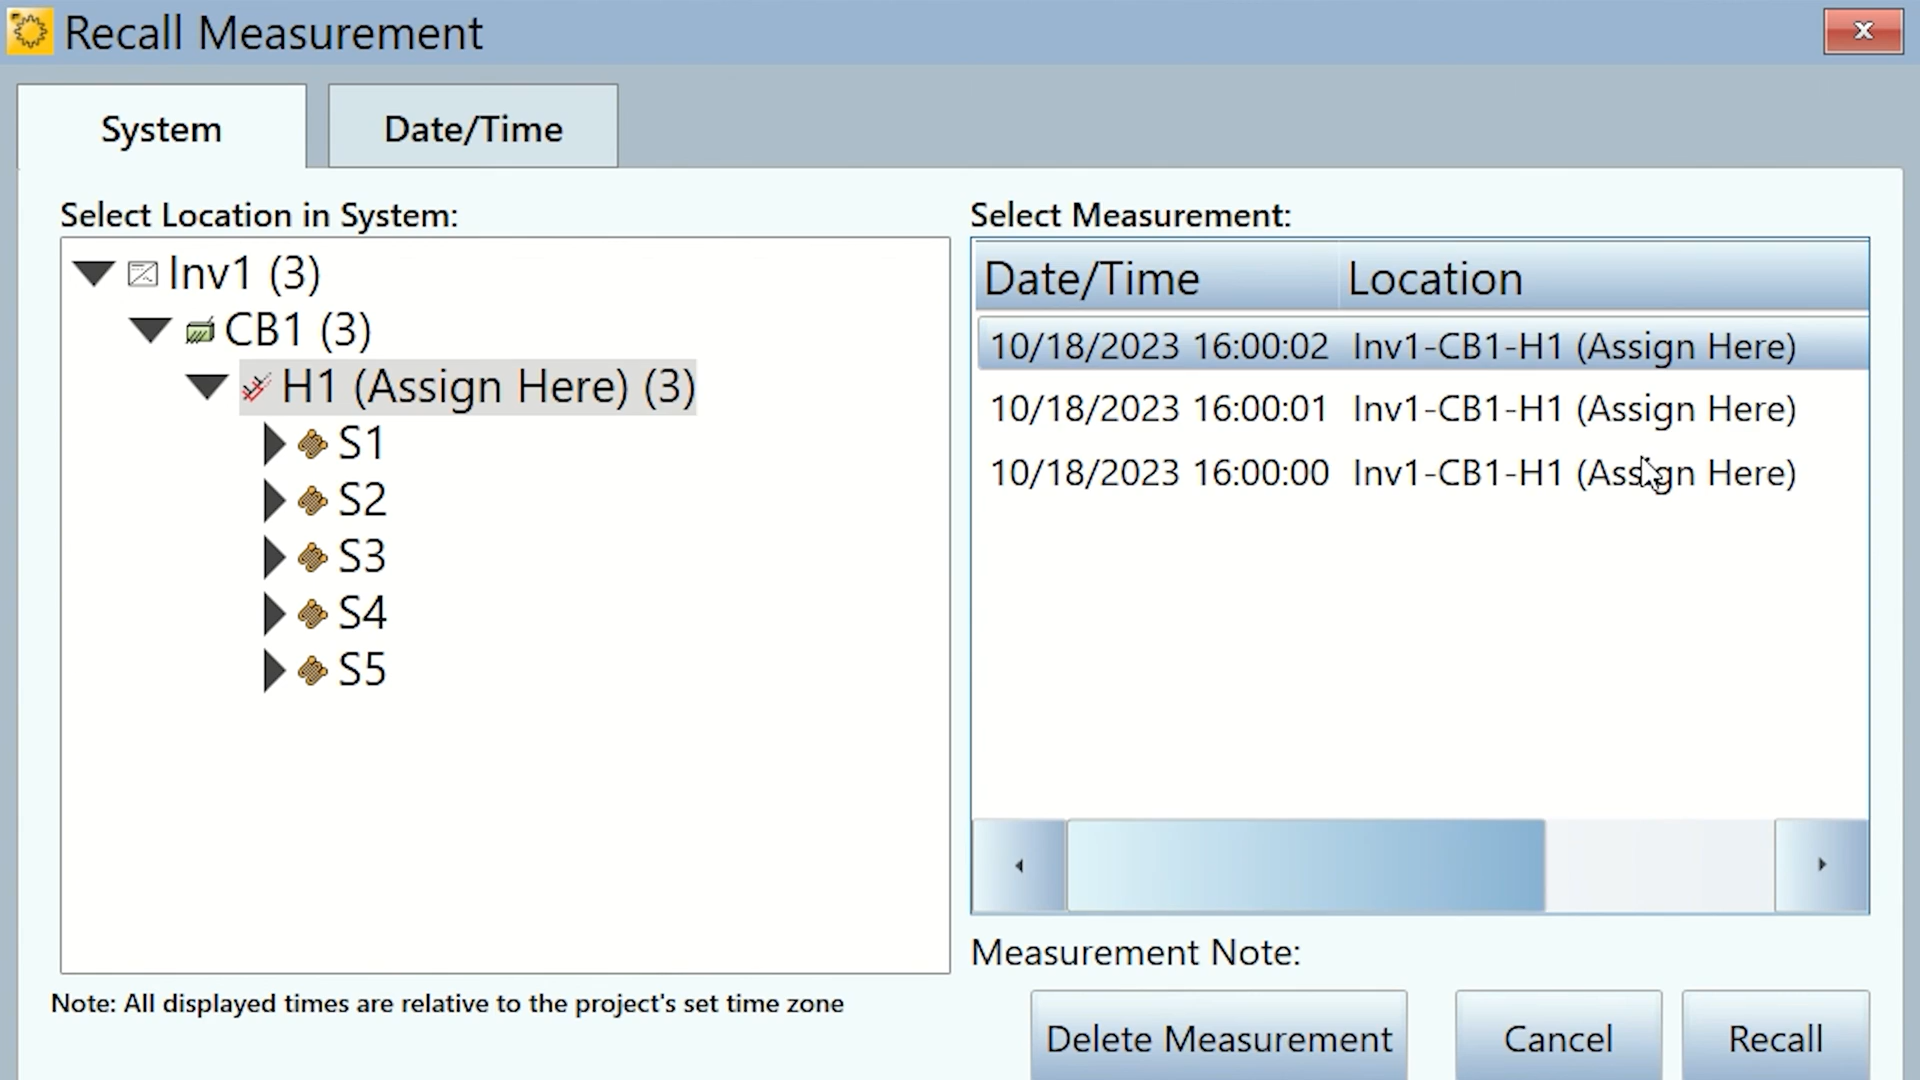 Recall Measurement
System
Date/Time
Select Location in System:
Inv1 (3)
CB1 (3)
H1 (Assign Here) (3)
S1
S2
S3
S4
S5
Note: All displayed times are relative to the project's set time zone
Select Measurement:
Date/Time Location
10/18/2023 16:00:02 Inv1-CB1-H1 (Assign Here)
10/18/2023 16:00:01 Inv1-CB1-H1 (Assign Here)
10/18/2023 16:00:00 Inv1-CB1-H1 (Assign Here)
Measurement Note:
Delete Measurement
Cancel
Recall